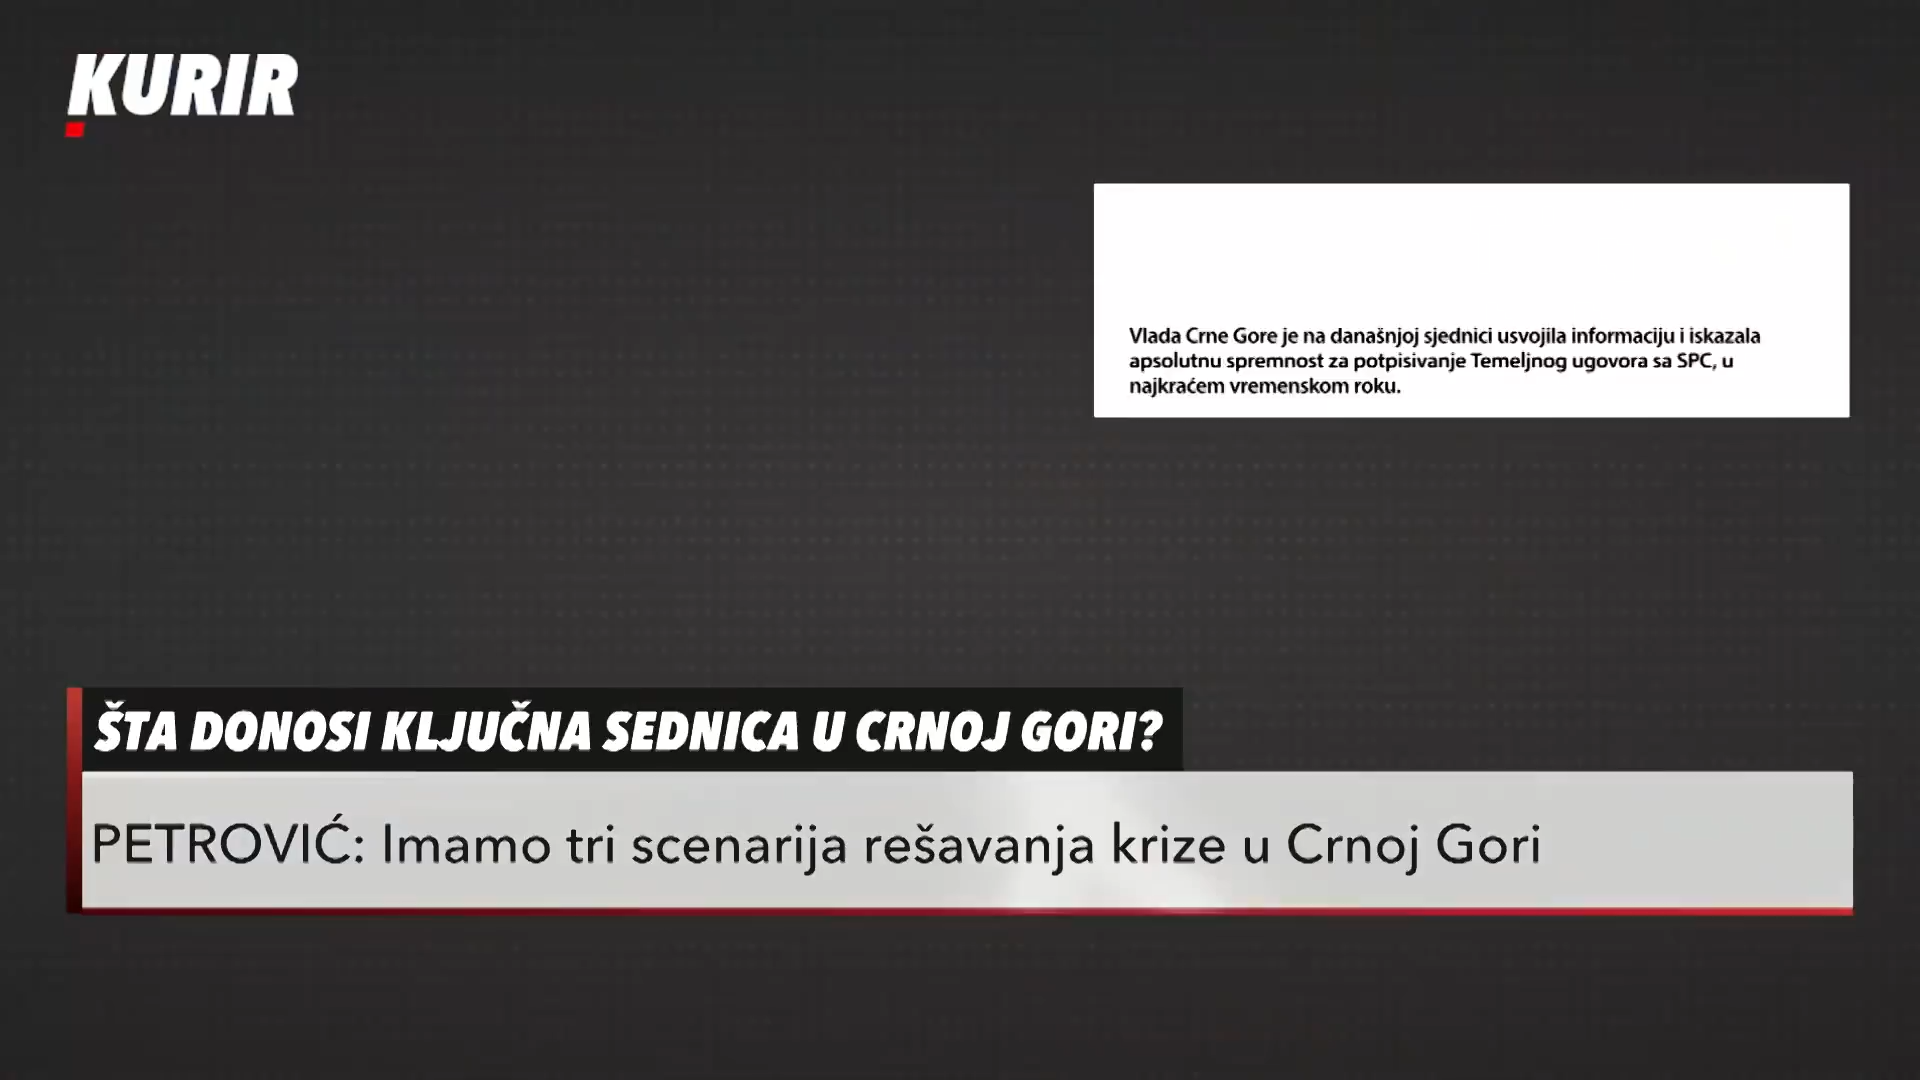 KURIR
Vlada Crne Gore je na današnjoj sjednici usvojila informaciju i iskazala
apsolutnu spremnost za potpisivanje Temeljnog ugovora sa SPC, u
najkraćem vremenskom roku.
ŠTA DONOSI KLJUČNA SEDNICA U CRNOJ GORI?
PETROVIĆ: Imamo tri scenarija rešavanja krize u Crnoj Gori